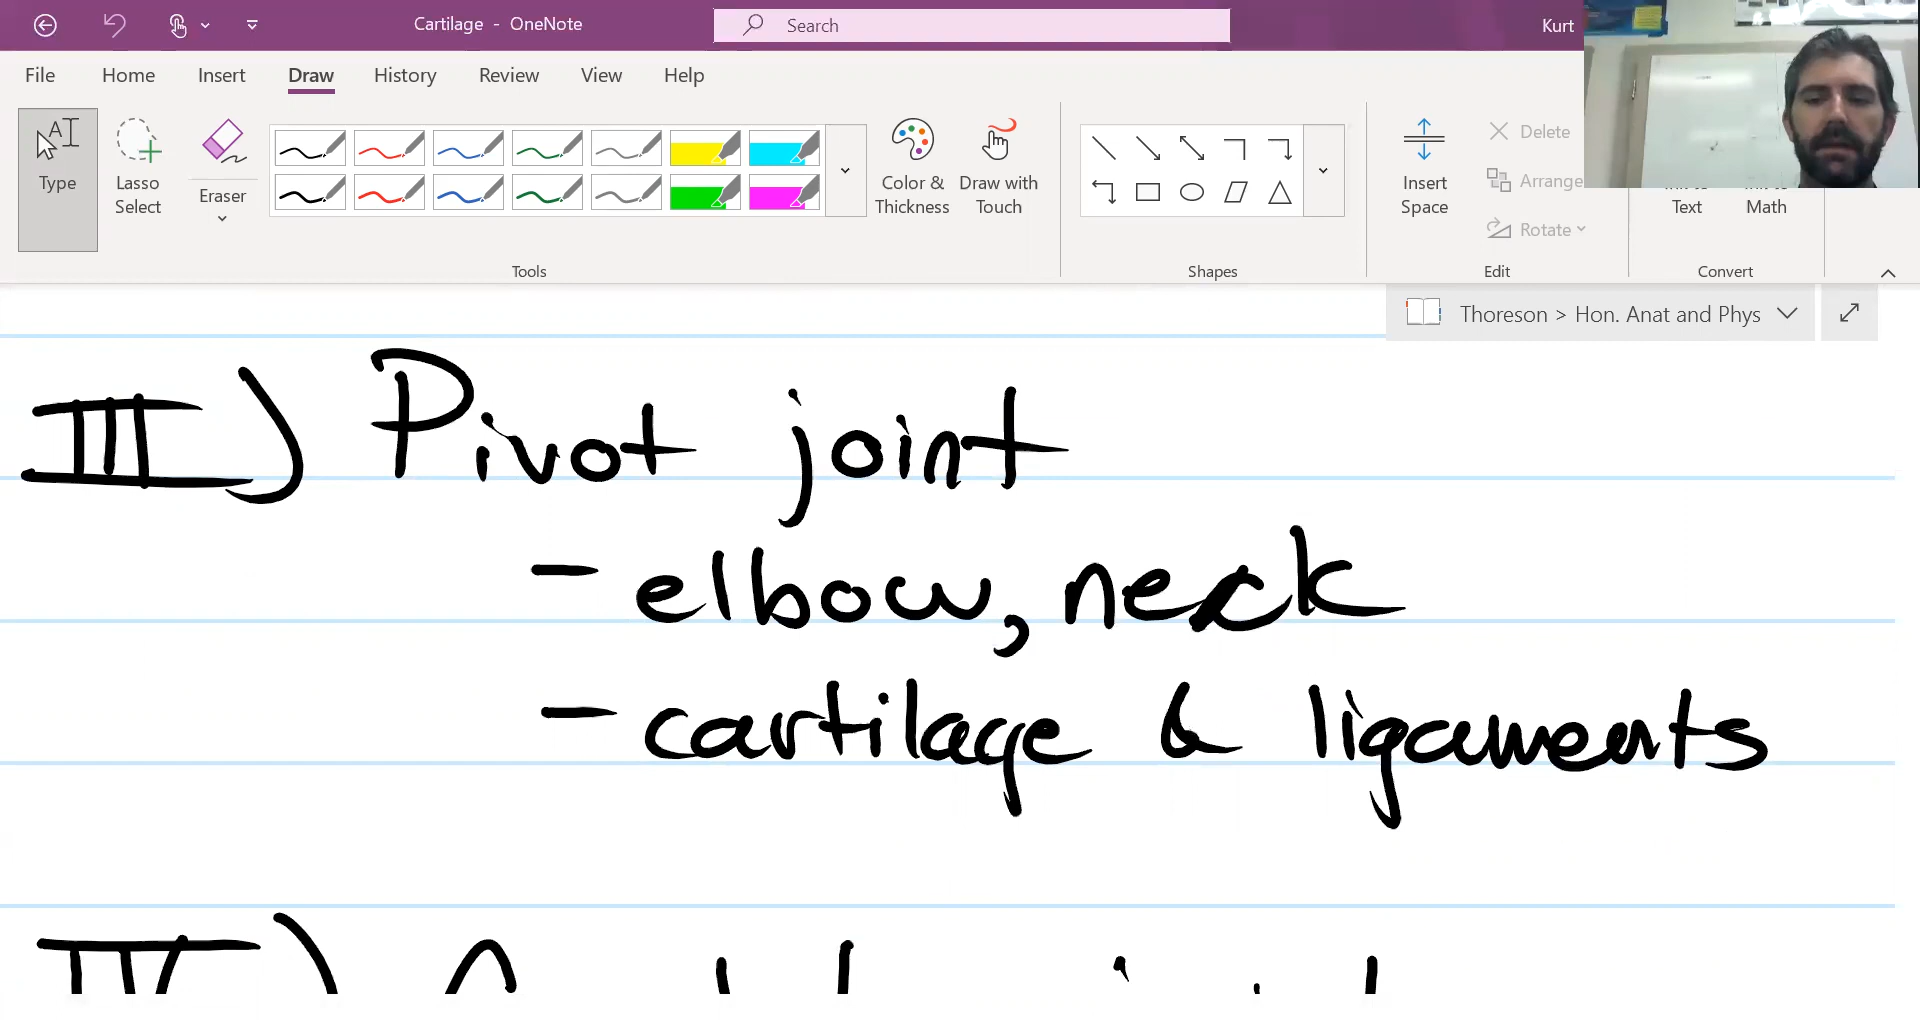 Cartilage - OneNote
Search
Kurt
File Home Insert Draw History Review View Help
Type
Lasso Select
Eraser
Color & Thickness
Draw with Touch
Insert Space
Delete
Arrange
Rotate
Text
Math
Tools Shapes Edit Convert
Thoreson > Hon. Anat and Phys
III) Pivot joint
- elbow, neck
- cartilage & ligaments
IV)